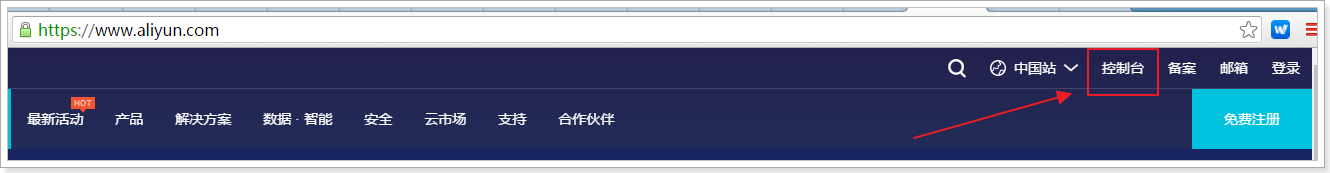 https://www.aliyun.com
中国站 控制台 备案 邮箱 登录
HOT
最新活动 产品 解决方案 数据 · 智能 安全 云市场 支持 合作伙伴 免费注册